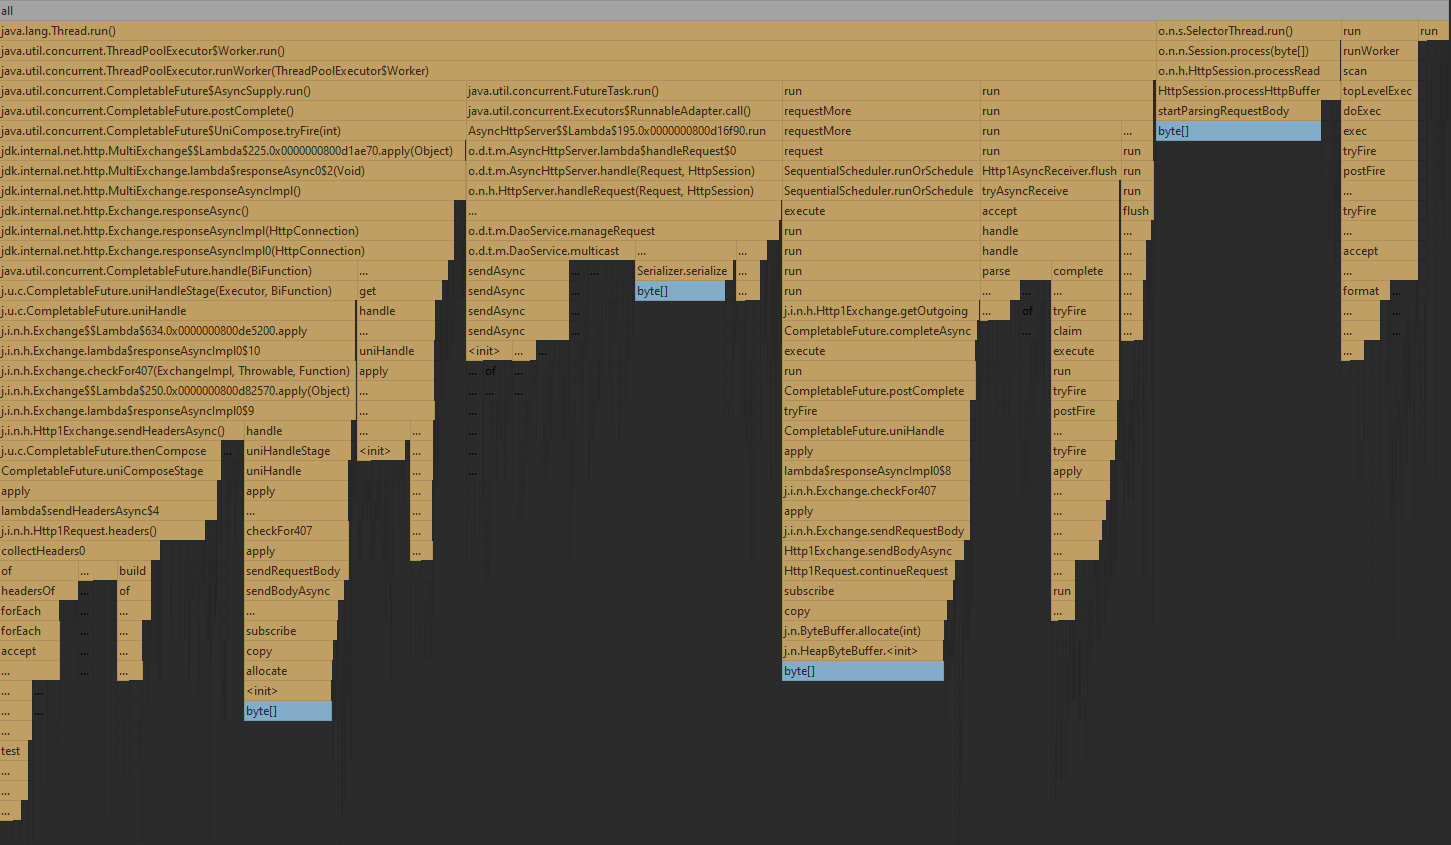 all
java.lang.Thread.run() o.n.s.SelectorThread.run() run run
java.util.concurrent.ThreadPoolExecutor$Worker.run() o.n.n.Session.process(byte[]) runWorker
java.util.concurrent.ThreadPoolExecutor.runWorker(ThreadPoolExecutor$Worker) o.n.h.HttpSession.processRead scan
java.util.concurrent.CompletableFuture$AsyncSupply.run() java.util.concurrent.FutureTask.run() run run HttpSession.processHttpBuffer topLevelExec
java.util.concurrent.CompletableFuture.postComplete() java.util.concurrent.Executors$RunnableAdapter.call() requestMore run startParsingRequestBody doExec
java.util.concurrent.CompletableFuture$UniCompose.tryFire(int) AsyncHttpServer$$Lambda$195.0x0000000800d16f90.run requestMore run ... byte[] exec
jdk.internal.net.http.MultiExchange$$Lambda$225.0x0000000800d1ae70.apply(Object) o.d.t.m.AsyncHttpServer.lambda$handleRequest$0 request run run tryFire
jdk.internal.net.http.MultiExchange.lambda$responseAsync0$2(Void) o.d.t.m.AsyncHttpServer.handle(Request, HttpSession) SequentialScheduler.runOrSchedule Http1AsyncReceiver.flush run postFire
jdk.internal.net.http.MultiExchange.responseAsyncImpl() o.n.h.HttpServer.handleRequest(Request, HttpSession) SequentialScheduler.runOrSchedule tryAsyncReceive run ...
jdk.internal.net.http.Exchange.responseAsync() ... execute accept flush tryFire
jdk.internal.net.http.Exchange.responseAsyncImpl(HttpConnection) o.d.t.m.DaoService.manageRequest run handle ... ...
jdk.internal.net.http.Exchange.responseAsyncImpl0(HttpConnection) o.d.t.m.DaoService.multicast ... ... run handle ... accept
java.util.concurrent.CompletableFuture.handle(BiFunction) ... sendAsync ... ... Serializer.serialize ... run parse complete ... ...
j.u.c.CompletableFuture.uniHandleStage(Executor, BiFunction) get sendAsync ... byte[] ... run ... ... ... ... format ...
j.u.c.CompletableFuture.uniHandle handle sendAsync ... j.i.n.h.Http1Exchange.getOutgoing ... of tryFire ... ... ...
j.i.n.h.Exchange$$Lambda$634.0x0000000800de5200.apply ... sendAsync ... CompletableFuture.completeAsync ... claim ... ... ...
j.i.n.h.Exchange.lambda$responseAsyncImpl0$10 uniHandle <init> ... ... execute execute ...
j.i.n.h.Exchange.checkFor407(ExchangeImpl, Throwable, Function) apply ... of ... run run
j.i.n.h.Exchange$$Lambda$250.0x0000000800d82570.apply(Object) ... ... ... ... CompletableFuture.postComplete tryFire
j.i.n.h.Exchange.lambda$responseAsyncImpl0$9 ... ... tryFire postFire
j.i.n.h.Http1Exchange.sendHeadersAsync() handle ... ... ... CompletableFuture.uniHandle ...
j.u.c.CompletableFuture.thenCompose ... uniHandleStage <init> ... ... apply tryFire
CompletableFuture.uniComposeStage uniHandle ... ... lambda$responseAsyncImpl0$8 apply
apply apply ... j.i.n.h.Exchange.checkFor407 ...
lambda$sendHeadersAsync$4 ... ... apply ...
j.i.n.h.Http1Request.headers() checkFor407 ... j.i.n.h.Exchange.sendRequestBody ...
collectHeaders0 apply ... Http1Exchange.sendBodyAsync ...
of ... build sendRequestBody Http1Request.continueRequest ...
headersOf ... of sendBodyAsync subscribe run
forEach ... ... ... copy ...
forEach ... ... subscribe j.n.ByteBuffer.allocate(int)
accept ... ... copy j.n.HeapByteBuffer.<init>
... ... ... allocate byte[]
... ... <init>
... ... byte[]
...
test
...
...
...